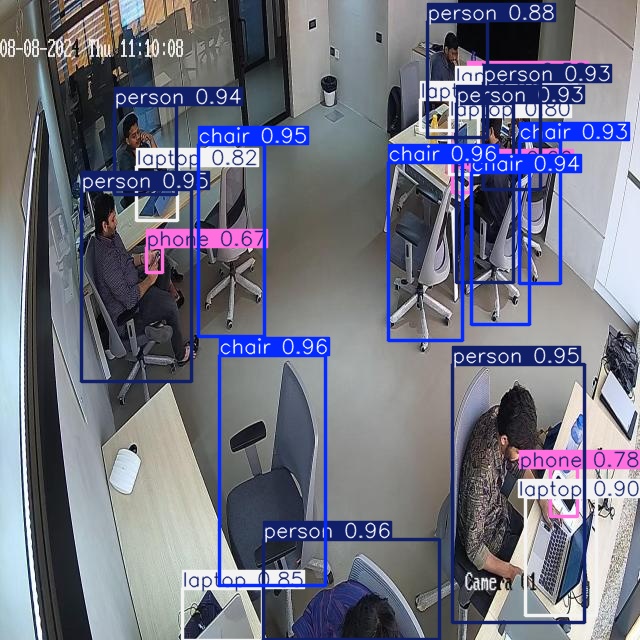 person 0.88
08-08-2024 Thu 11:10:08
person 0.93
person 0.94
person 0.93
chair 0.95
chair 0.93
laptop 0.82
chair 0.96
chair 0.94
person 0.95
phone 0.67
chair 0.96
person 0.95
phone 0.78
laptop 0.90
person 0.96
laptop 0.85
Camera 01